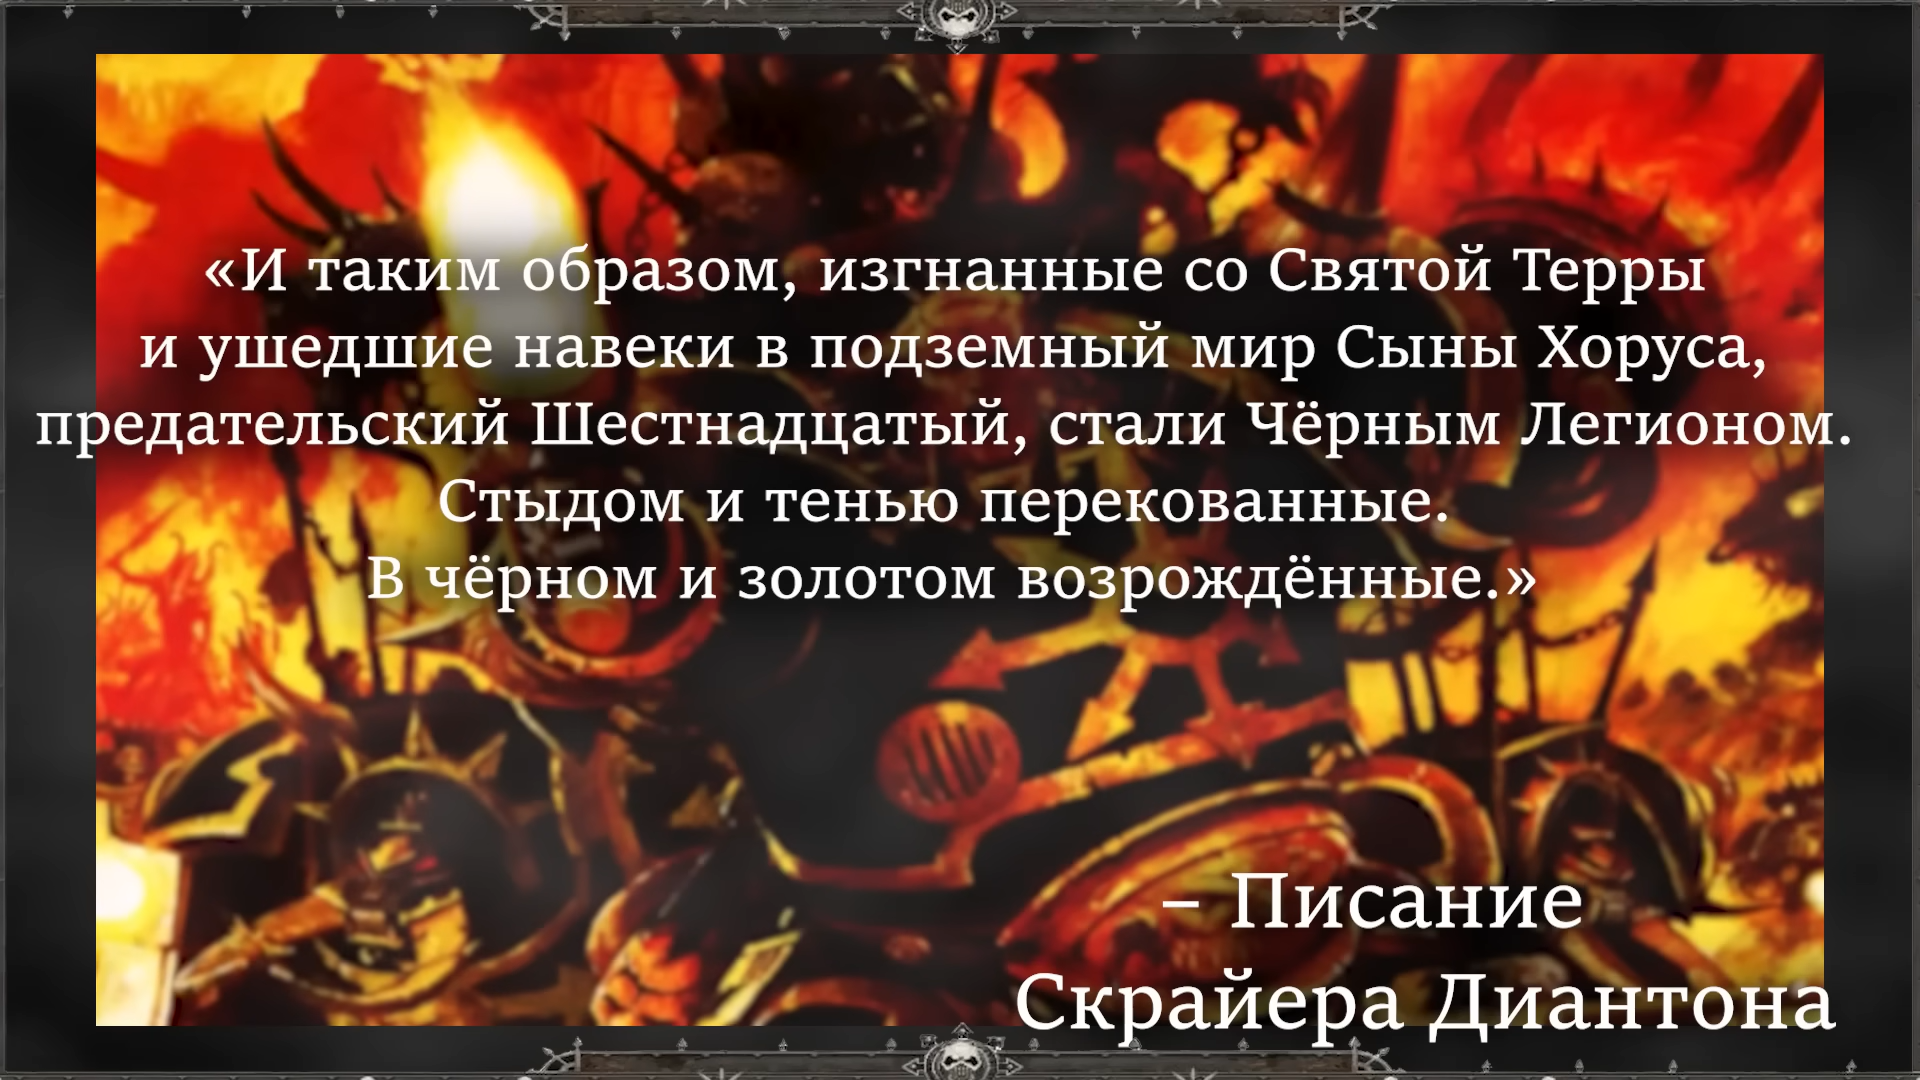 «И таким образом, изгнанные со Святой Терры
и ушедшие навеки в подземный мир Сыны Хоруса,
предательский Шестнадцатый, стали Чёрным Легионом.
Стыдом и тенью перекованные.
В чёрном и золотом возрождённые.»
– Писание
Скрайера Диантона